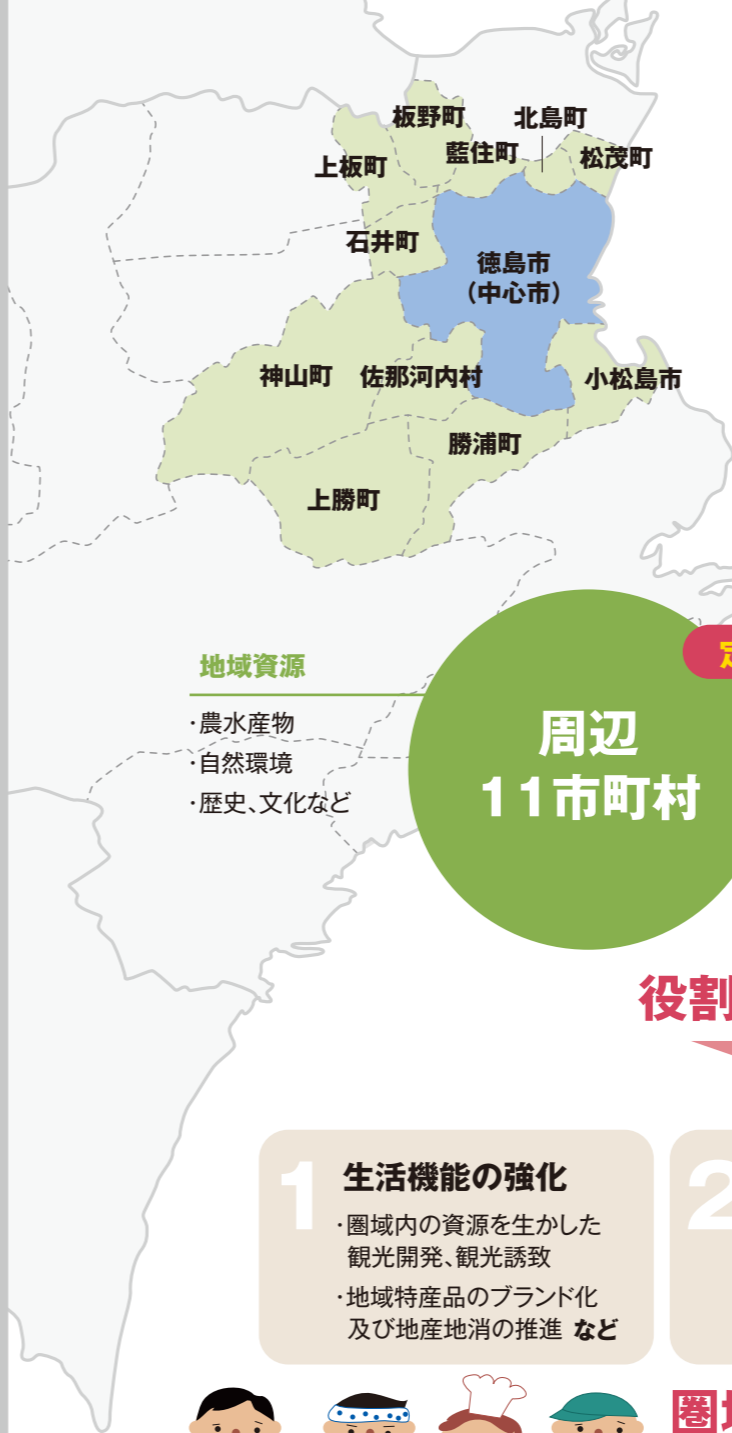 板野町
北島町
藍住町
松茂町
上板町
石井町
徳島市
（中心市）
神山町
佐那河内村
小松島市
勝浦町
上勝町
地域資源
・農水産物
・自然環境
・歴史、文化など
定
周辺
11市町村
役割
1
生活機能の強化
・圏域内の資源を生かした
観光開発、観光誘致
・地域特産品のブランド化
及び地産地消の推進 など
2
圏域